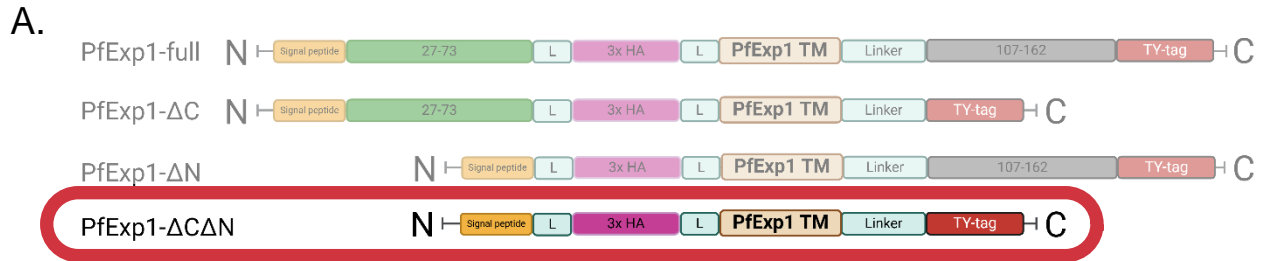 A.
PfExp1-full N Signal peptide 27-73 L 3x HA L PfExp1 TM Linker 107-162 TY-tag C
PfExp1-ΔC N Signal peptide 27-73 L 3x HA L PfExp1 TM Linker TY-tag C
PfExp1-ΔN N Signal peptide L 3x HA L PfExp1 TM Linker 107-162 TY-tag C
PfExp1-ΔCΔN N Signal peptide L 3x HA L PfExp1 TM Linker TY-tag C